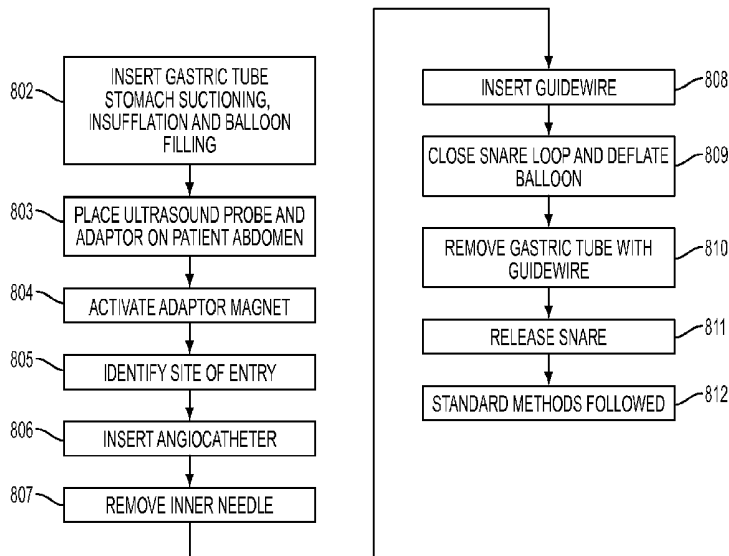 802
INSERT GASTRIC TUBE
STOMACH SUCTIONING,
INSUFFLATION AND BALLOON
FILLING
803
PLACE ULTRASOUND PROBE AND
ADAPTOR ON PATIENT ABDOMEN
804
ACTIVATE ADAPTOR MAGNET
805
IDENTIFY SITE OF ENTRY
806
INSERT ANGIOCATHETER
807
REMOVE INNER NEEDLE
INSERT GUIDEWIRE
808
CLOSE SNARE LOOP AND DEFLATE
BALLOON
809
REMOVE GASTRIC TUBE WITH
GUIDEWIRE
810
RELEASE SNARE
811
STANDARD METHODS FOLLOWED
812